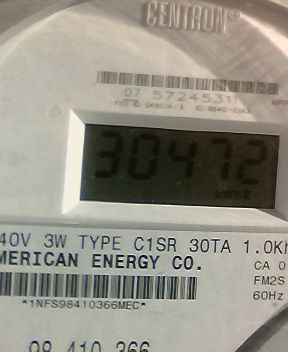 CENTRON®
07 57245311
30472
kWh
40V 3W TYPE C1SR 30TA 1.0Kh
MERICAN ENERGY CO.
CA 0
FM2S
60Hz
*1NFS98410366MEC*
98 410 366